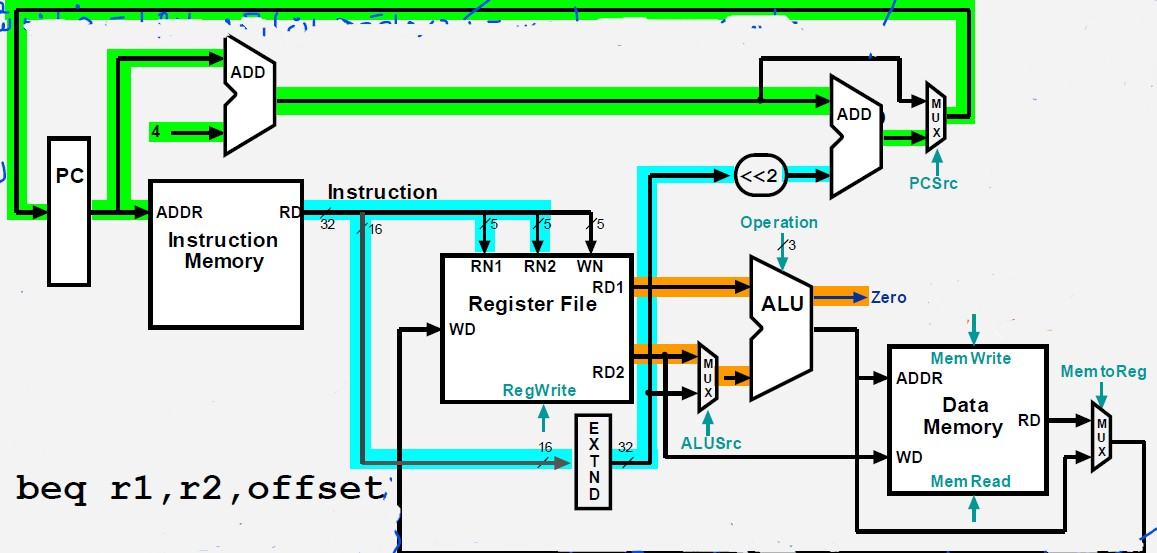 ADD
4
ADD
M
U
X
PC
PCSrc
<<2
Instruction
ADDR
RD
32
16
5
5
5
Operation
3
Instruction
Memory
RN1
RN2
WN
RD1
Register File
ALU
Zero
WD
RD2
M
U
X
MemWrite
ADDR
MemtoReg
RegWrite
Data
Memory
RD
M
U
X
ALUSrc
E
X
T
N
D
16
32
WD
MemRead
beq r1,r2,offset